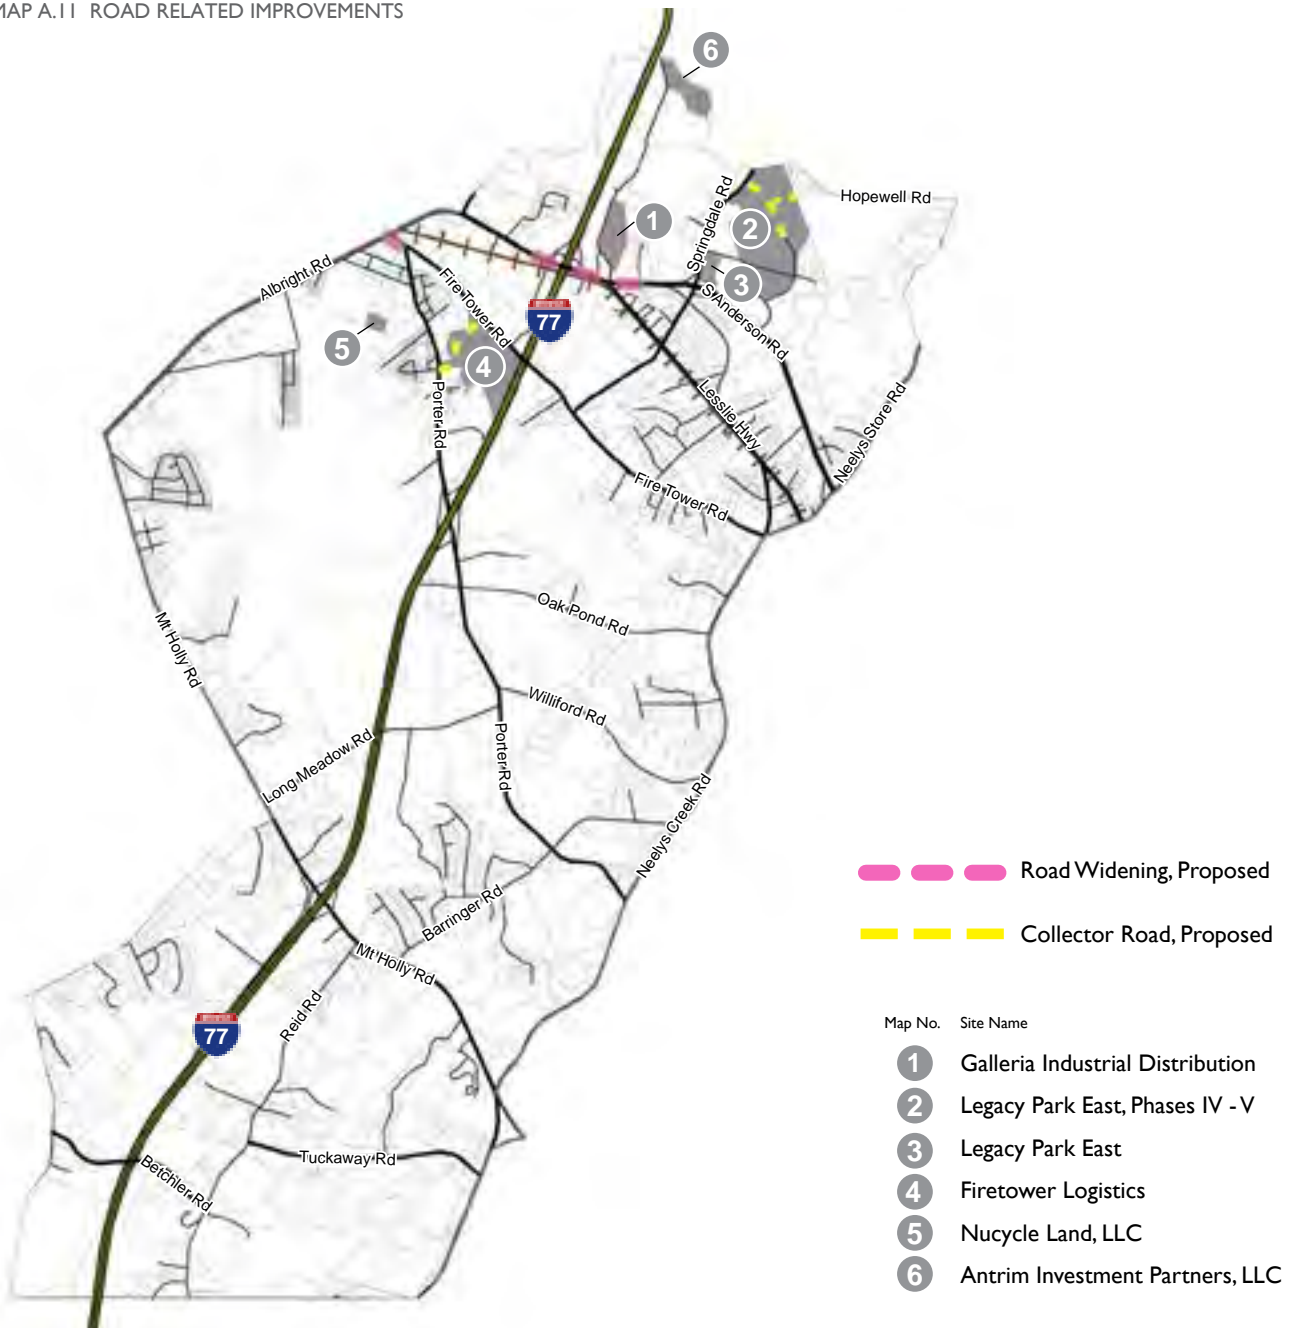 MAP A.11 ROAD RELATED IMPROVEMENTS
6
Hopewell Rd
Springdale Rd
1
2
3
Albright Rd
Fire Tower Rd
77
S Anderson Rd
5
4
Porter Rd
Lesslie Hwy
Neelys Store Rd
Fire Tower Rd
Oak Pond Rd
Mt Holly Rd
Williford Rd
Long Meadow Rd
Porter Rd
Neelys Creek Rd
Barringer Rd
Mt Holly Rd
Reid Rd
77
Tuckaway Rd
Betchler Rd
Road Widening, Proposed
Collector Road, Proposed
Map No. Site Name
1 Galleria Industrial Distribution
2 Legacy Park East, Phases IV - V
3 Legacy Park East
4 Firetower Logistics
5 Nucycle Land, LLC
6 Antrim Investment Partners, LLC